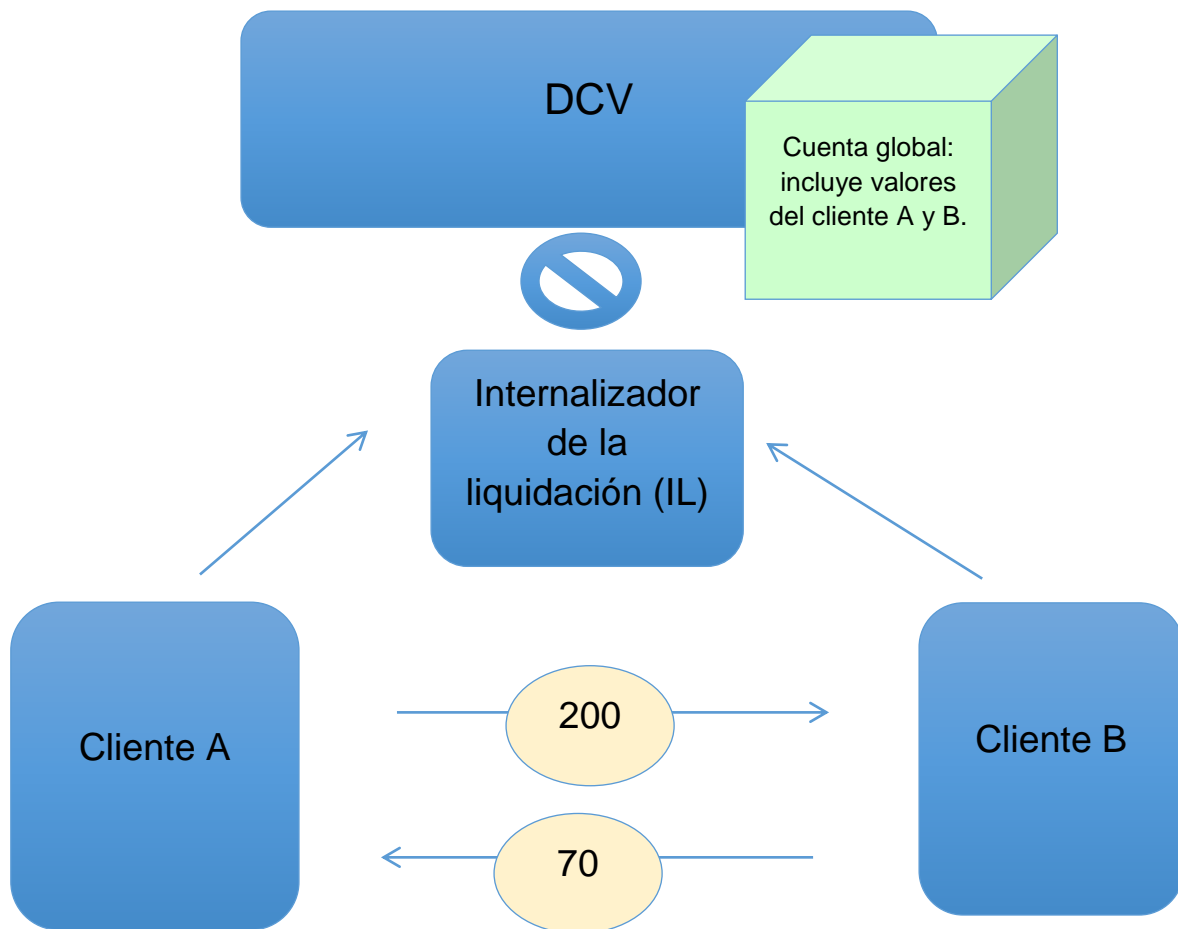 DCV
Cuenta global:
incluye valores
del cliente A y B.
Internalizador
de la
liquidación (IL)
Cliente A
200
Cliente B
70